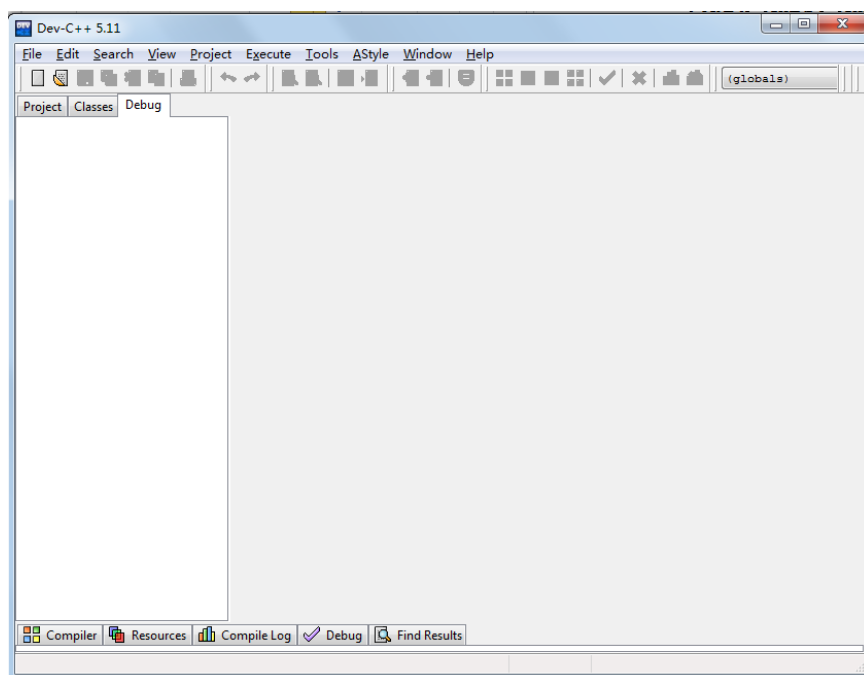 Dev-C++ 5.11
File Edit Search View Project Execute Tools AStyle Window Help
(globals)
Project Classes Debug
Compiler Resources Compile Log Debug Find Results